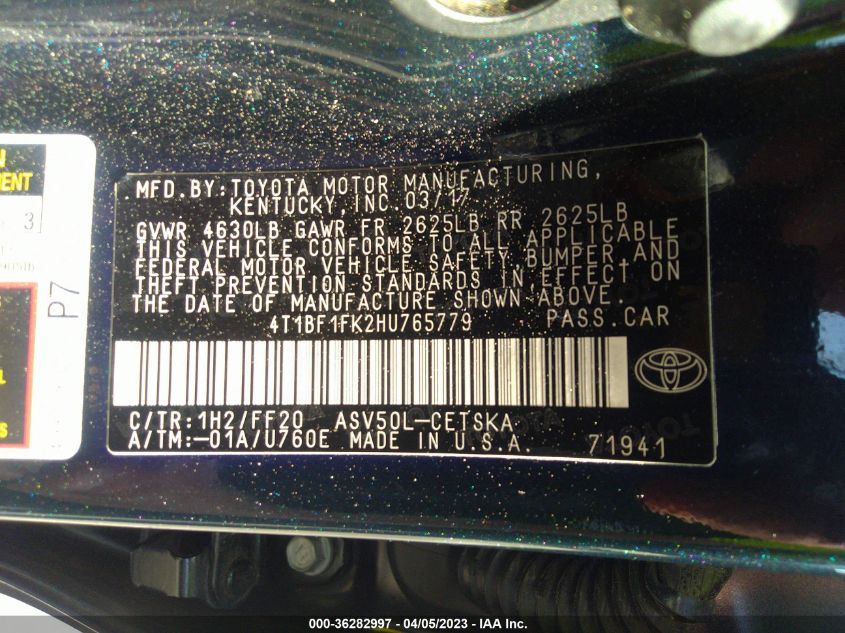 MFD. BY: TOYOTA MOTOR MANUFACTURING,
KENTUCKY, INC. 03/17
GVWR 4630LB GAWR FR 2625LB RR 2625LB
THIS VEHICLE CONFORMS TO ALL APPLICABLE
FEDERAL MOTOR VEHICLE SAFETY, BUMPER, AND
THEFT PREVENTION STANDARDS IN EFFECT ON
THE DATE OF MANUFACTURE SHOWN ABOVE.
4T1BF1FK2HU765779 PASS. CAR
C/TR: 1H2/FF20 ASV50L-CETSKA
A/TM:-01A/U760E MADE IN U.S.A. 71941
3
P7
000-36282997 - 04/05/2023 - IAA Inc.